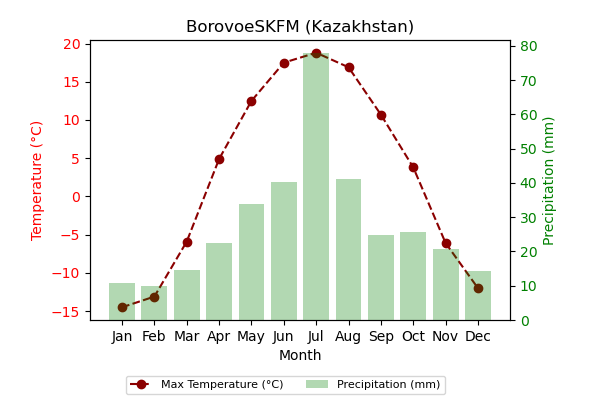 BorovoeSKFM (Kazakhstan)
Temperature (°C)
20
15
10
5
0
−5
−10
−15
80
70
60
50
40
30
20
10
0
Precipitation (mm)
Jan Feb Mar Apr May Jun Jul Aug Sep Oct Nov Dec
Month
Max Temperature (°C) Precipitation (mm)